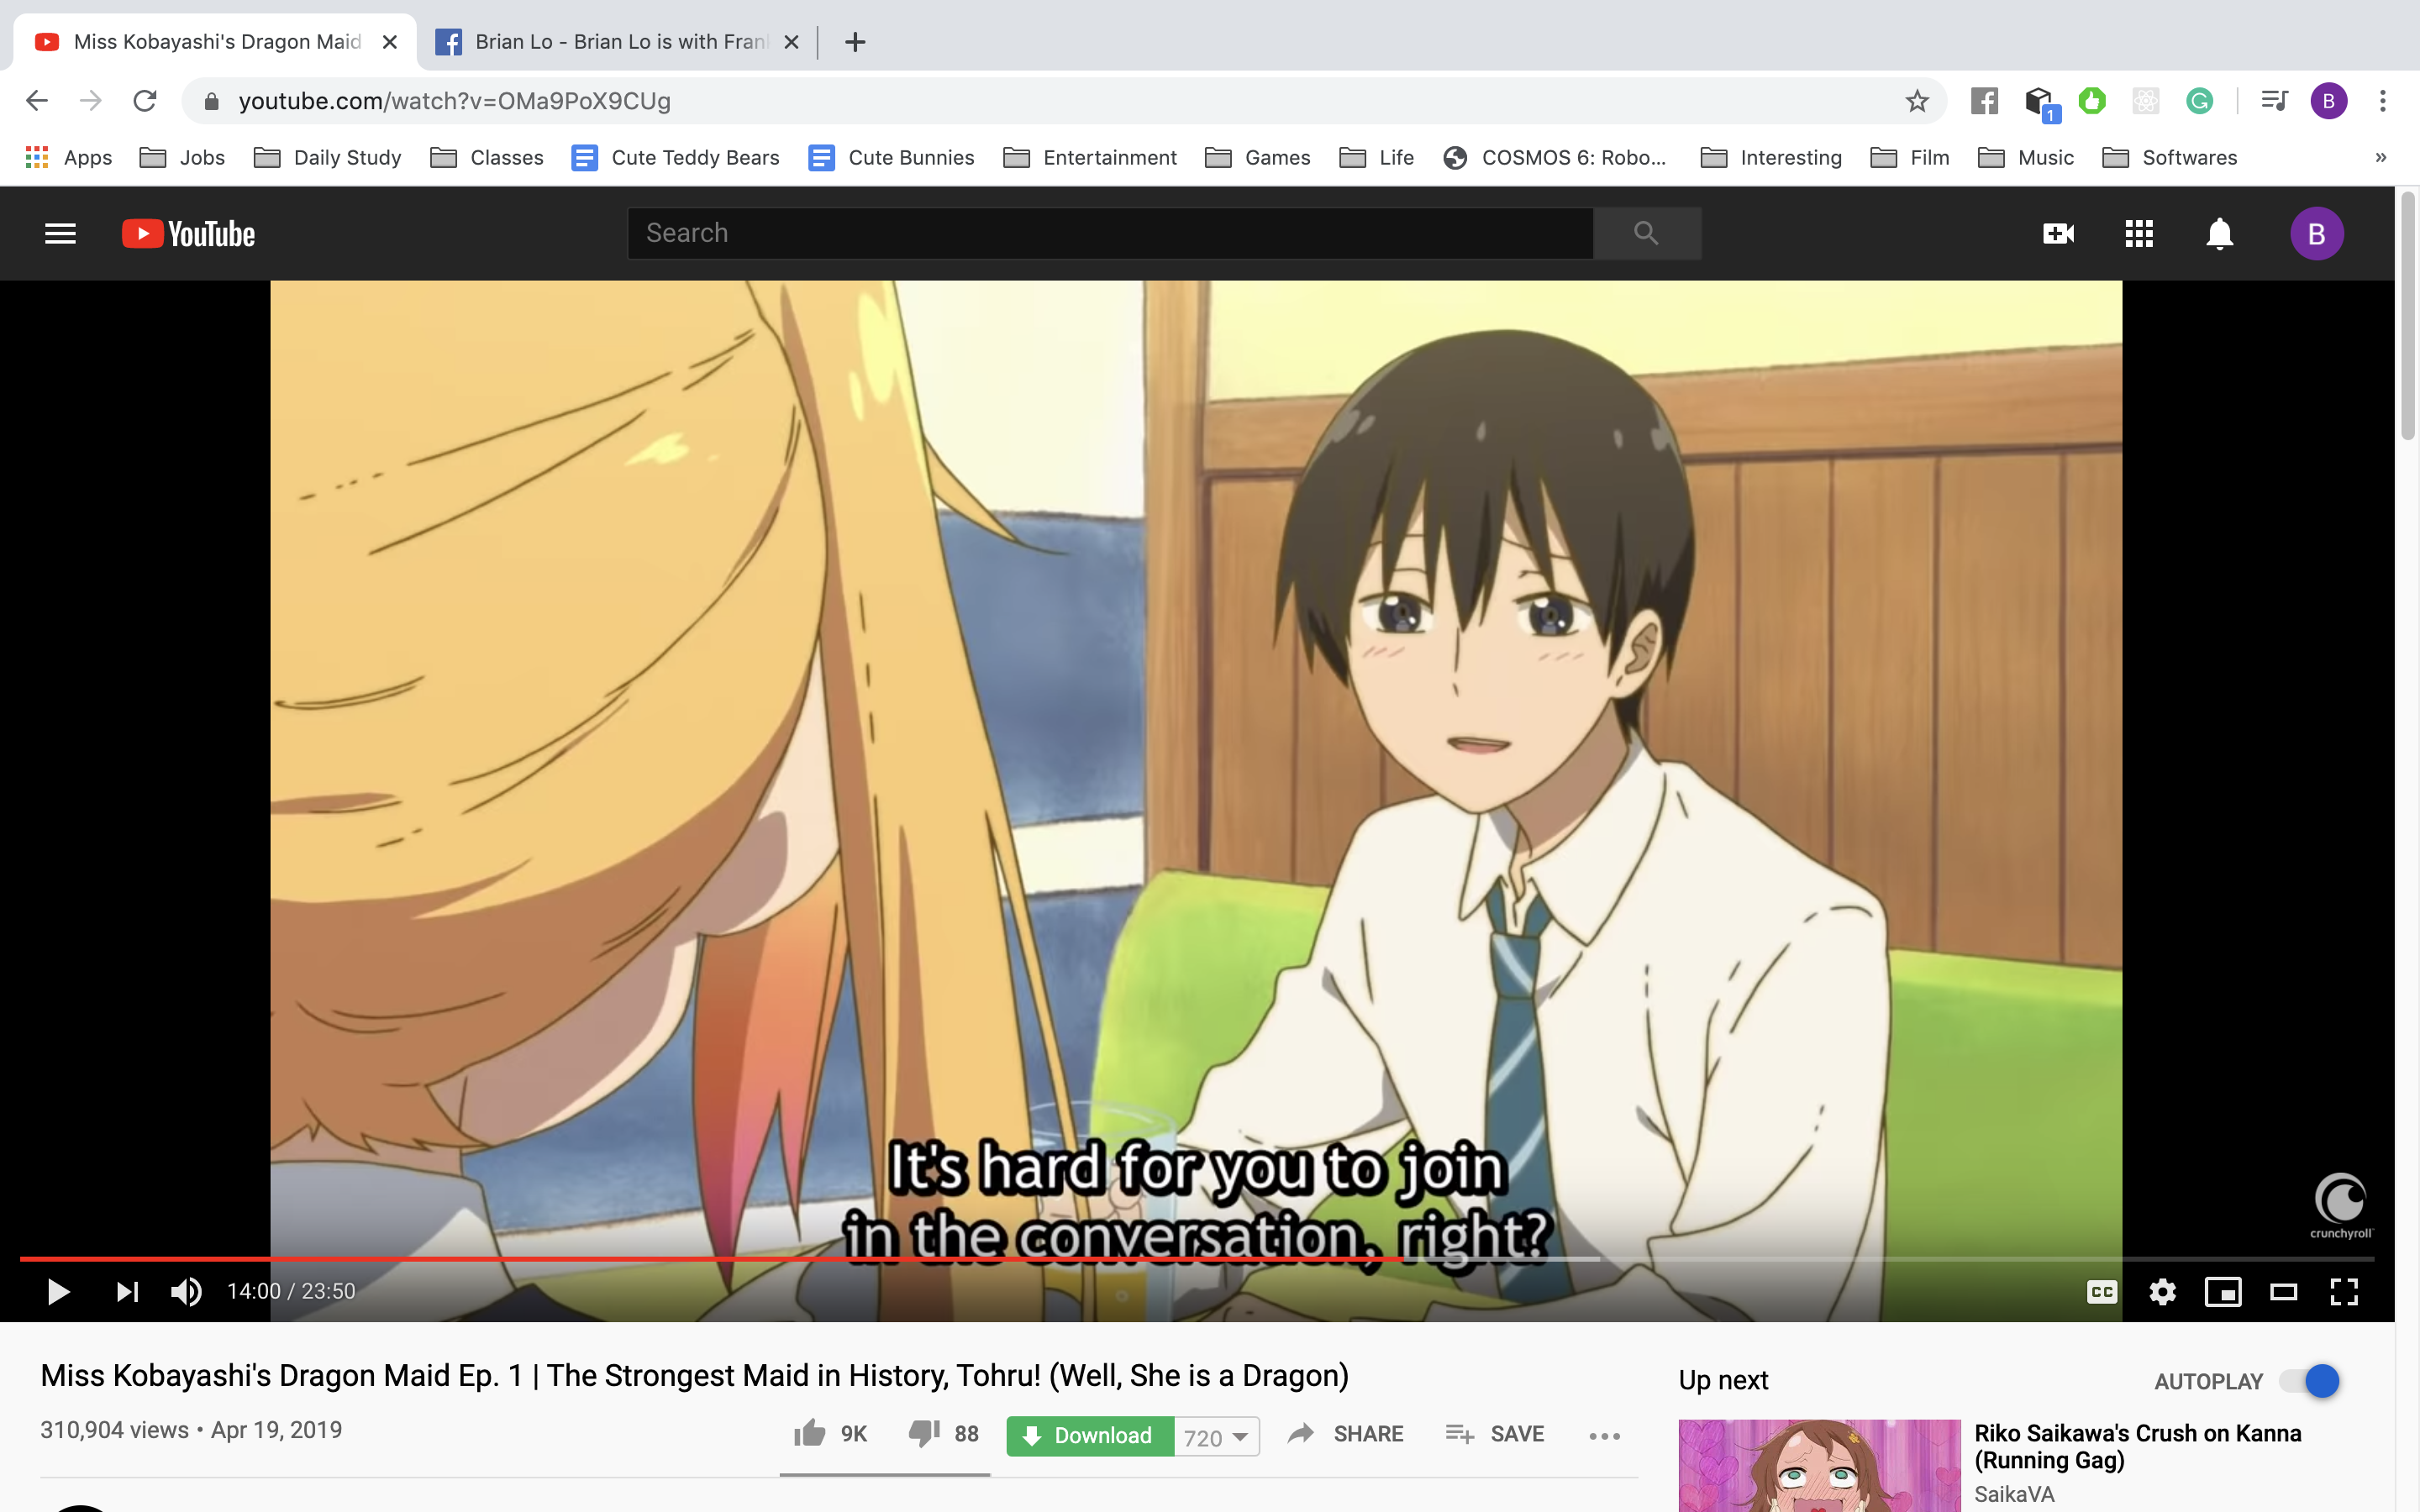 Miss Kobayashi's Dragon Maid
Brian Lo - Brian Lo is with Fran
youtube.com/watch?v=OMa9PoX9CUg
1
B
Apps Jobs Daily Study Classes Cute Teddy Bears Cute Bunnies Entertainment Games Life COSMOS 6: Robo... Interesting Film Music Softwares »
YouTube
Search
B
It's hard for you to join
in the conversation, right?
crunchyroll
14:00 / 23:50
CC
Miss Kobayashi's Dragon Maid Ep. 1 | The Strongest Maid in History, Tohru! (Well, She is a Dragon)
310,904 views • Apr 19, 2019
9K 88 Download 720 SHARE SAVE
Up next
AUTOPLAY
Riko Saikawa's Crush on Kanna
(Running Gag)
SaikaVA